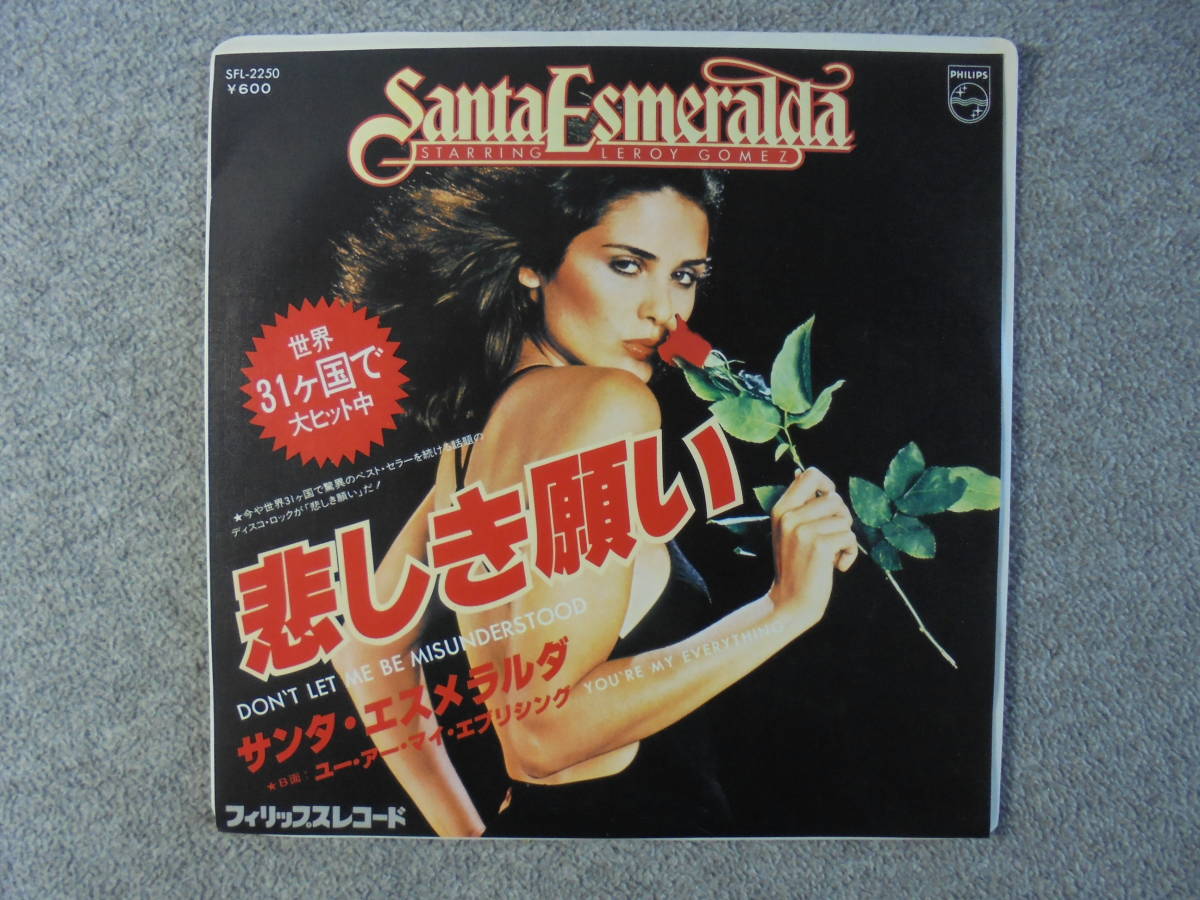 SFL-2250
¥600
Santa Esmeralda
STARRING LEROY GOMEZ
PHILIPS
世界
31ヶ国で
大ヒット中
★今や世界31ヶ国で驚異のベスト・セラーを続ける話題の
ディスコ・ロックが「悲しき願い」だ!
悲しき願い
DON'T LET ME BE MISUNDERSTOOD
サンタ・エスメラルダ
★B面:ユー・アー・マイ・エブリシング YOU'RE MY EVERYTHING
フィリップスレコード